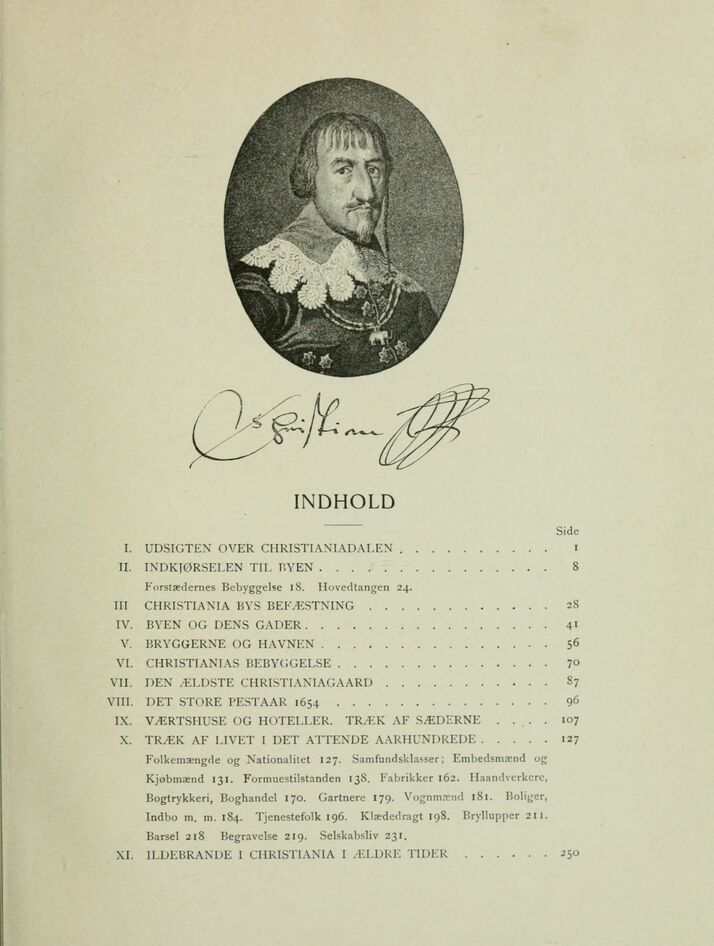 Christian
INDHOLD
Side
I. UDSIGTEN OVER CHRISTIANIADALEN . . . . . . . . . . 1
II. INDKJØRSELEN TIL BYEN . . . . . . . . . . . . . . 8
Forstædernes Bebyggelse 18. Hovedtangen 24.
III CHRISTIANIA BYS BEFÆSTNING . . . . . . . . . . . . 28
IV. BYEN OG DENS GADER . . . . . . . . . . . . . . . 41
V. BRYGGERNE OG HAVNEN . . . . . . . . . . . . . . 56
VI. CHRISTIANIAS BEBYGGELSE . . . . . . . . . . . . . 70
VII. DEN ÆLDSTE CHRISTIANIAGAARD . . . . . . . . . . . 87
VIII. DET STORE PESTAAR 1654 . . . . . . . . . . . . . . 96
IX. VÆRTSHUSE OG HOTELLER. TRÆK AF SÆDERNE . . . . 107
X. TRÆK AF LIVET I DET ATTENDE AARHUNDREDE . . . . . 127
Folkemængde og Nationalitet 127. Samfundsklasser; Embedsmænd og
Kjøbmænd 131. Formuestilstanden 138. Fabrikker 162. Haandverkere,
Bogtrykkeri, Boghandel 170. Gartnere 179. Vognmænd 181. Boliger,
Indbo m. m. 184. Tjenestefolk 196. Klædedragt 198. Bryllupper 211.
Barsel 218 Begravelse 219. Selskabsliv 231.
XI. ILDEBRANDE I CHRISTIANIA I ÆLDRE TIDER . . . . . . 250